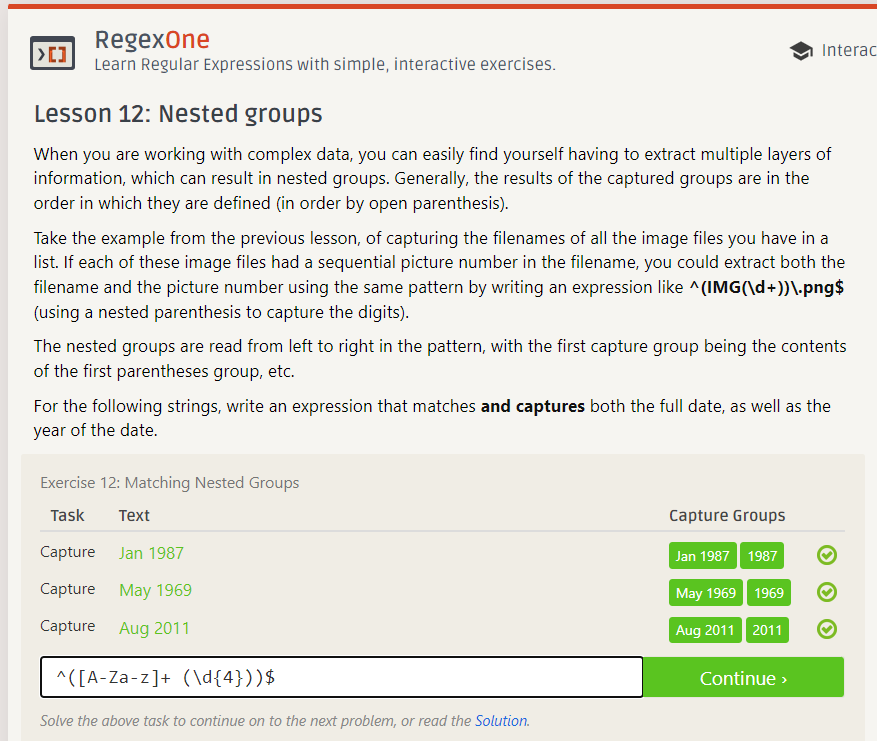 RegexOne
Learn Regular Expressions with simple, interactive exercises.
Interac
Lesson 12: Nested groups
When you are working with complex data, you can easily find yourself having to extract multiple layers of
information, which can result in nested groups. Generally, the results of the captured groups are in the
order in which they are defined (in order by open parenthesis).
Take the example from the previous lesson, of capturing the filenames of all the image files you have in a
list. If each of these image files had a sequential picture number in the filename, you could extract both the
filename and the picture number using the same pattern by writing an expression like ^(IMG(\d+))\.png$
(using a nested parenthesis to capture the digits).
The nested groups are read from left to right in the pattern, with the first capture group being the contents
of the first parentheses group, etc.
For the following strings, write an expression that matches and captures both the full date, as well as the
year of the date.
Exercise 12: Matching Nested Groups
Task Text Capture Groups
Capture Jan 1987 Jan 1987 1987
Capture May 1969 May 1969 1969
Capture Aug 2011 Aug 2011 2011
^([A-Za-z]+ (\d{4}))$ Continue ›
Solve the above task to continue on to the next problem, or read the Solution.